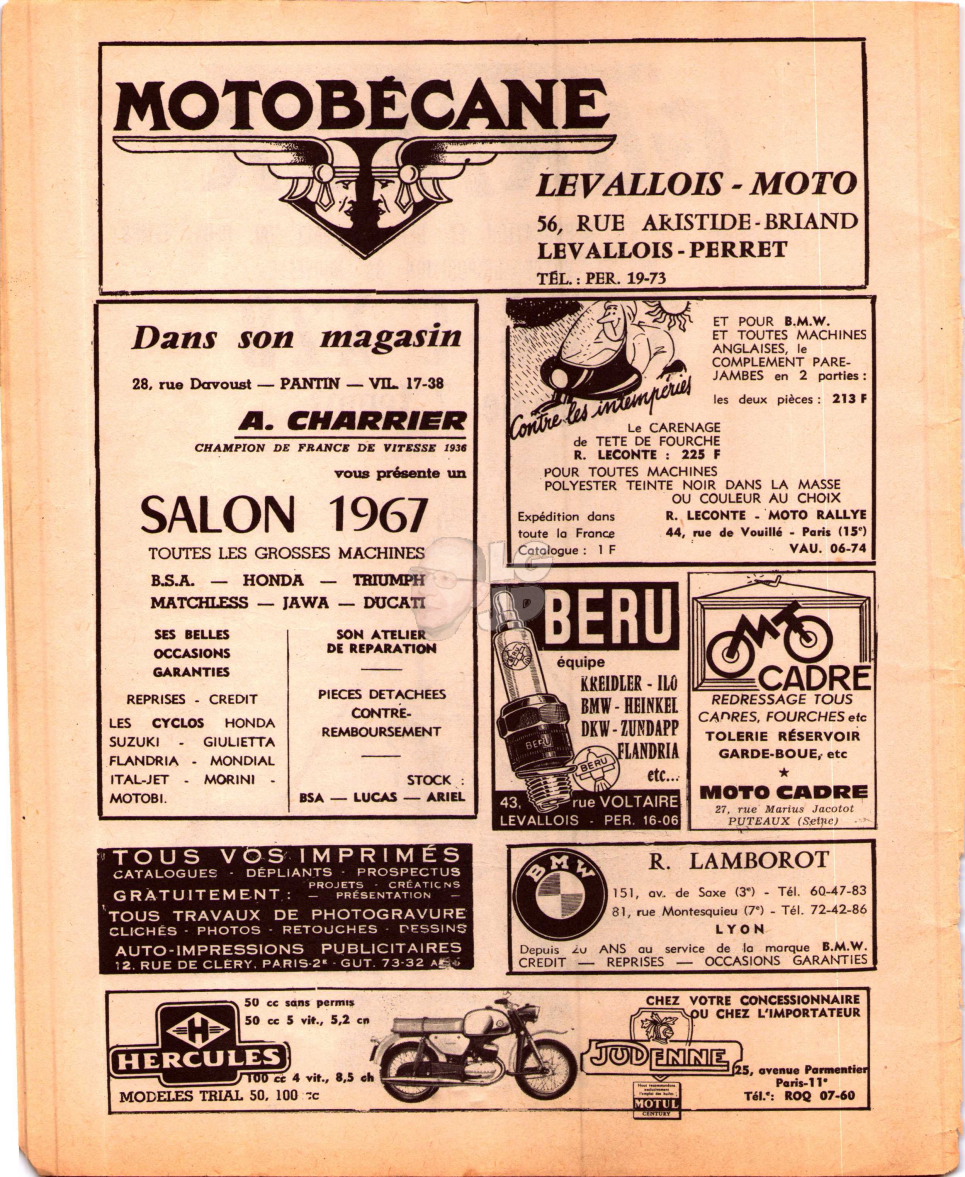 MOTOBÉCANE
LEVALLOIS - MOTO
56, RUE ARISTIDE-BRIAND
LEVALLOIS-PERRET
TÉL. : PER. 19-73
Dans son magasin
28, rue Davoust — PANTIN — VIL. 17-38
A. CHARRIER
CHAMPION DE FRANCE DE VITESSE 1936
vous présente un
SALON 1967
TOUTES LES GROSSES MACHINES
B.S.A. — HONDA — TRIUMPH
MATCHLESS — JAWA — DUCATI
SES BELLES
OCCASIONS
GARANTIES
REPRISES - CREDIT
LES CYCLOS HONDA
SUZUKI - GIULIETTA
FLANDRIA - MONDIAL
ITAL-JET - MORINI -
MOTOBI.
SON ATELIER
DE REPARATION
PIECES DETACHEES
CONTRE-
REMBOURSEMENT
STOCK :
BSA — LUCAS — ARIEL
Contre les intempéries
ET POUR B.M.W.
ET TOUTES MACHINES
ANGLAISES, le
COMPLEMENT PARE-
JAMBES en 2 parties :
les deux pièces : 213 F
Le CARENAGE
de TETE DE FOURCHE
R. LECONTE : 225 F
POUR TOUTES MACHINES
POLYESTER TEINTE NOIR DANS LA MASSE
OU COULEUR AU CHOIX
Expédition dans
toute la France
Catalogue : 1 F
R. LECONTE - MOTO RALLYE
44, rue de Vouillé - Paris (15e)
VAU. 06-74
BERU
équipe
KREIDLER - ILO
BMW - HEINKEL
DKW - ZUNDAPP
FLANDRIA
etc...
BERU
BERU
43, rue VOLTAIRE
LEVALLOIS - PER. 16-06
MOTO
CADRE
REDRESSAGE TOUS
CADRES, FOURCHES etc
TOLERIE RÉSERVOIR
GARDE-BOUE, etc
★
MOTO CADRE
27, rue Marius Jacotot
PUTEAUX (Seine)
TOUS VOS IMPRIMÉS
CATALOGUES - DÉPLIANTS - PROSPECTUS
GRATUITEMENT : PROJETS - CRÉATIONS
— PRÉSENTATION —
TOUS TRAVAUX DE PHOTOGRAVURE
CLICHÉS - PHOTOS - RETOUCHES - DESSINS
AUTO-IMPRESSIONS PUBLICITAIRES
12, RUE DE CLÉRY, PARIS-2e - GUT. 73-32
BMW
R. LAMBOROT
151, av. de Saxe (3e) - Tél. 60-47-83
81, rue Montesquieu (7e) - Tél. 72-42-86
LYON
Depuis 20 ANS au service de la marque B.M.W.
CREDIT — REPRISES — OCCASIONS GARANTIES
H
HERCULES
50 cc sans permis
50 cc 5 vit., 5,2 ch
100 cc 4 vit., 8,5 ch
MODELES TRIAL 50, 100 cc
CHEZ VOTRE CONCESSIONNAIRE
OU CHEZ L'IMPORTATEUR
JUDENNE
25, avenue Parmentier
Paris-11e
Tél.: ROQ 07-60
MOTUL
CENTURY